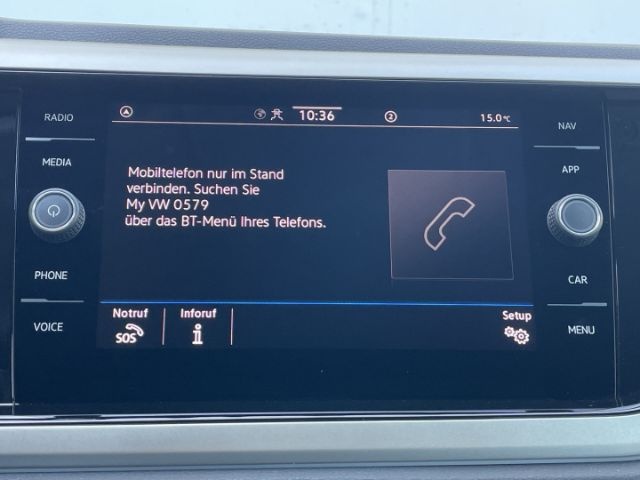 RADIO
MEDIA
PHONE
VOICE
10:36
2
15.0°C
Mobiltelefon nur im Stand
verbinden. Suchen Sie
My VW 0579
über das BT-Menü Ihres Telefons.
Notruf
SOS
Inforuf
Setup
NAV
APP
CAR
MENU